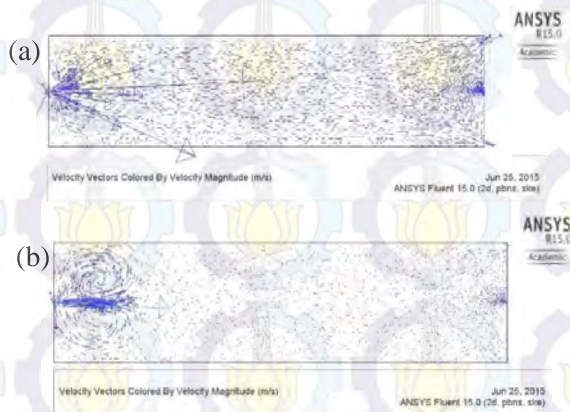 ANSYS
R15.0
Academic
(a)
Velocity Vectors Colored By Velocity Magnitude (m/s)
Jun 25, 2015
ANSYS Fluent 15.0 (2d, pbns, ske)
ANSYS
R15.0
Academic
(b)
Velocity Vectors Colored By Velocity Magnitude (m/s)
Jun 25, 2015
ANSYS Fluent 15.0 (2d, pbns, ske)